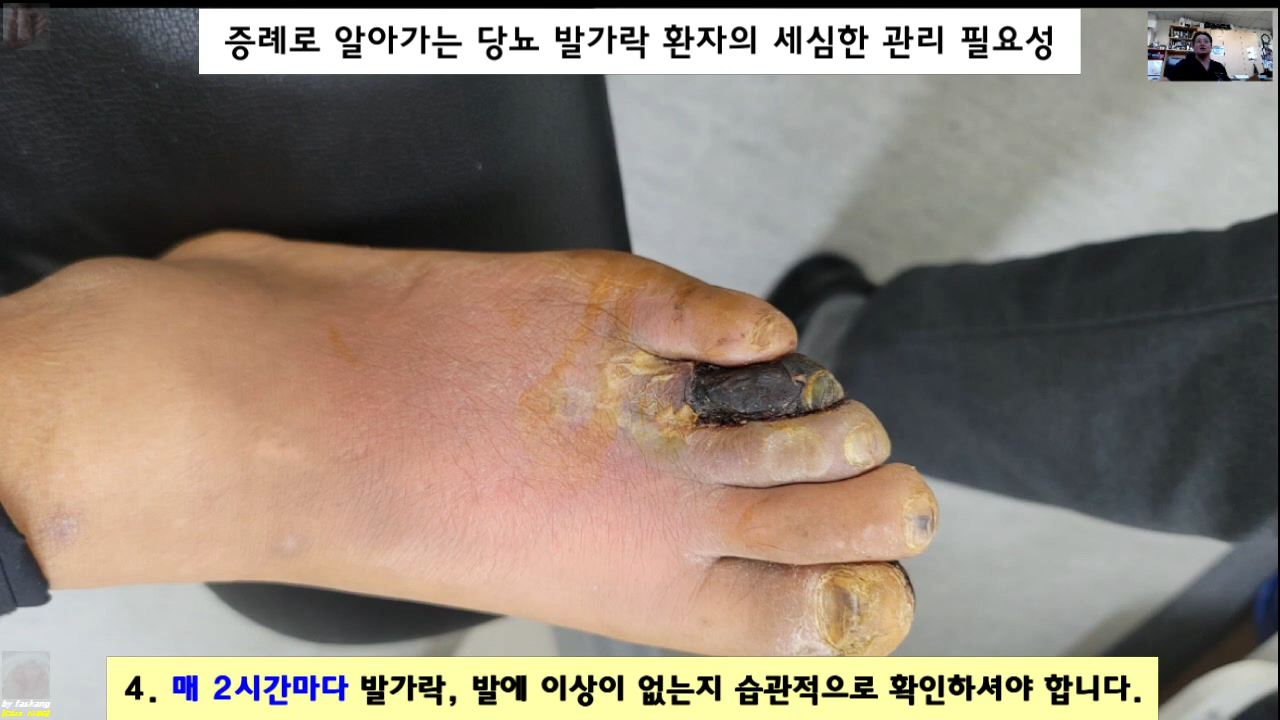 증례로 알아가는 당뇨 발가락 환자의 세심한 관리 필요성
4. 매 2시간마다 발가락, 발에 이상이 없는지 습관적으로 확인하셔야 합니다.